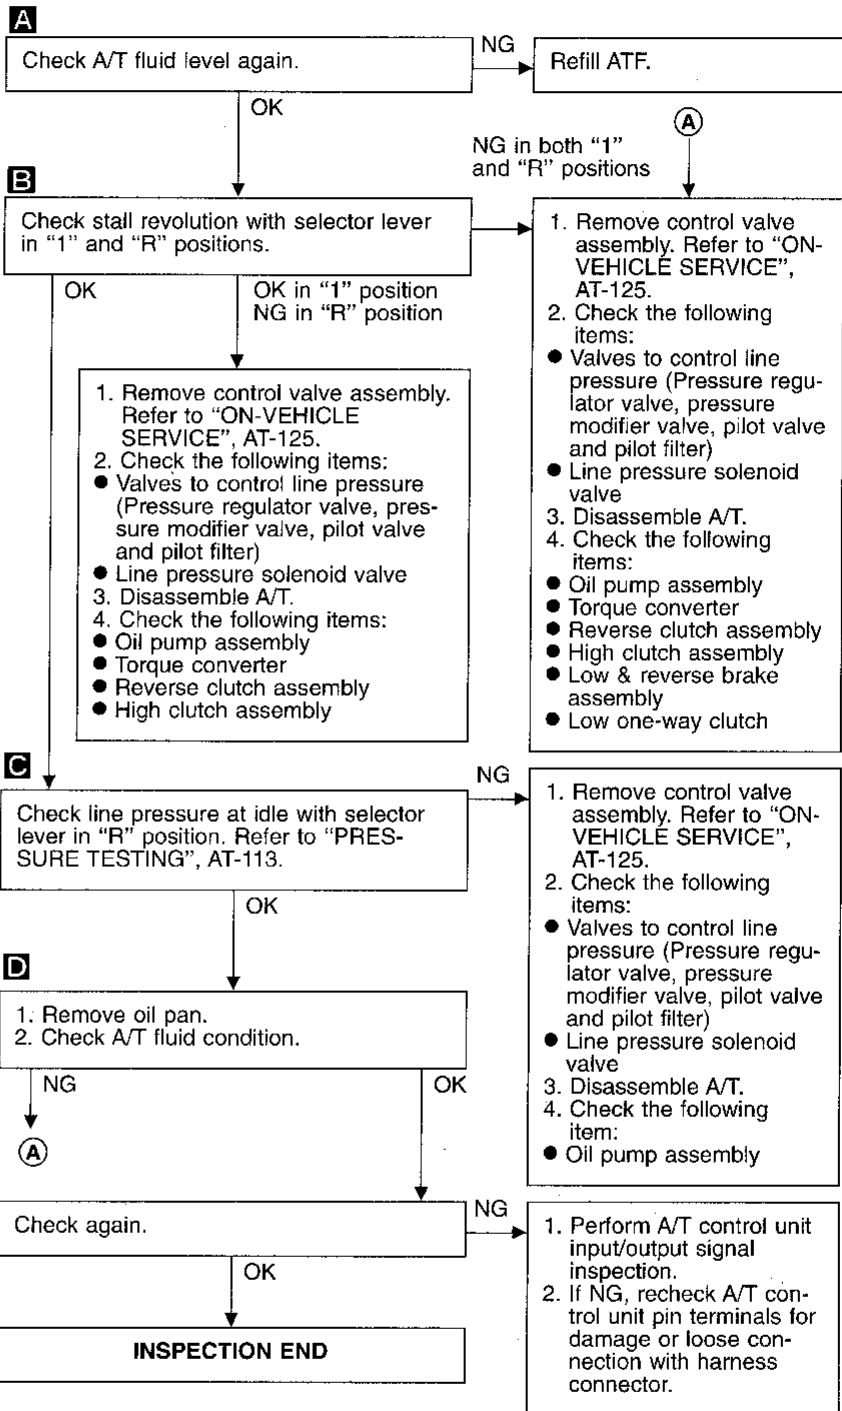 A
Check A/T fluid level again.
NG
Refill ATF.
OK
A
NG in both “1”
and “R” positions
B
Check stall revolution with selector lever
in “1” and “R” positions.
OK
OK in “1” position
NG in “R” position
1. Remove control valve assembly.
Refer to “ON-VEHICLE
SERVICE”, AT-125.
2. Check the following items:
● Valves to control line pressure
(Pressure regulator valve, pres-
sure modifier valve, pilot valve
and pilot filter)
● Line pressure solenoid valve
3. Disassemble A/T.
4. Check the following items:
● Oil pump assembly
● Torque converter
● Reverse clutch assembly
● High clutch assembly
1. Remove control valve
assembly. Refer to “ON-
VEHICLE SERVICE”,
AT-125.
2. Check the following
items:
● Valves to control line
pressure (Pressure regu-
lator valve, pressure
modifier valve, pilot valve
and pilot filter)
● Line pressure solenoid
valve
3. Disassemble A/T.
4. Check the following
items:
● Oil pump assembly
● Torque converter
● Reverse clutch assembly
● High clutch assembly
● Low & reverse brake
assembly
● Low one-way clutch
C
Check line pressure at idle with selector
lever in “R” position. Refer to “PRES-
SURE TESTING”, AT-113.
NG
1. Remove control valve
assembly. Refer to “ON-
VEHICLE SERVICE”,
AT-125.
2. Check the following
items:
● Valves to control line
pressure (Pressure regu-
lator valve, pressure
modifier valve, pilot valve
and pilot filter)
● Line pressure solenoid
valve
3. Disassemble A/T.
4. Check the following
item:
● Oil pump assembly
OK
D
1. Remove oil pan.
2. Check A/T fluid condition.
NG
OK
A
Check again.
NG
1. Perform A/T control unit
input/output signal
inspection.
2. If NG, recheck A/T con-
trol unit pin terminals for
damage or loose con-
nection with harness
connector.
OK
INSPECTION END